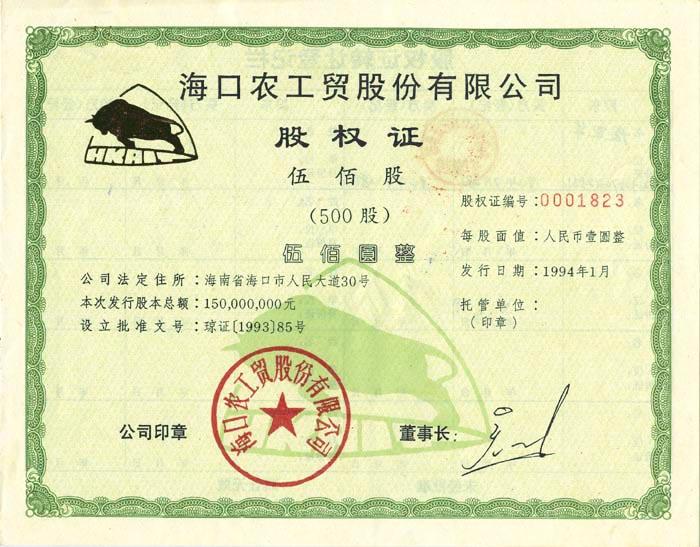 海口农工贸股份有限公司
HKAIT
股权证
伍佰股
(500股)
伍佰圆整
股权证编号：0001823
每股面值：人民币壹圆整
发行日期：1994年1月
托管单位：
（印章）
公司法定住所：海南省海口市人民大道30号
本次发行股本总额：150,000,000元
设立批准文号：琼证[1993]85号
海口农工贸股份有限公司
公司印章
董事长：